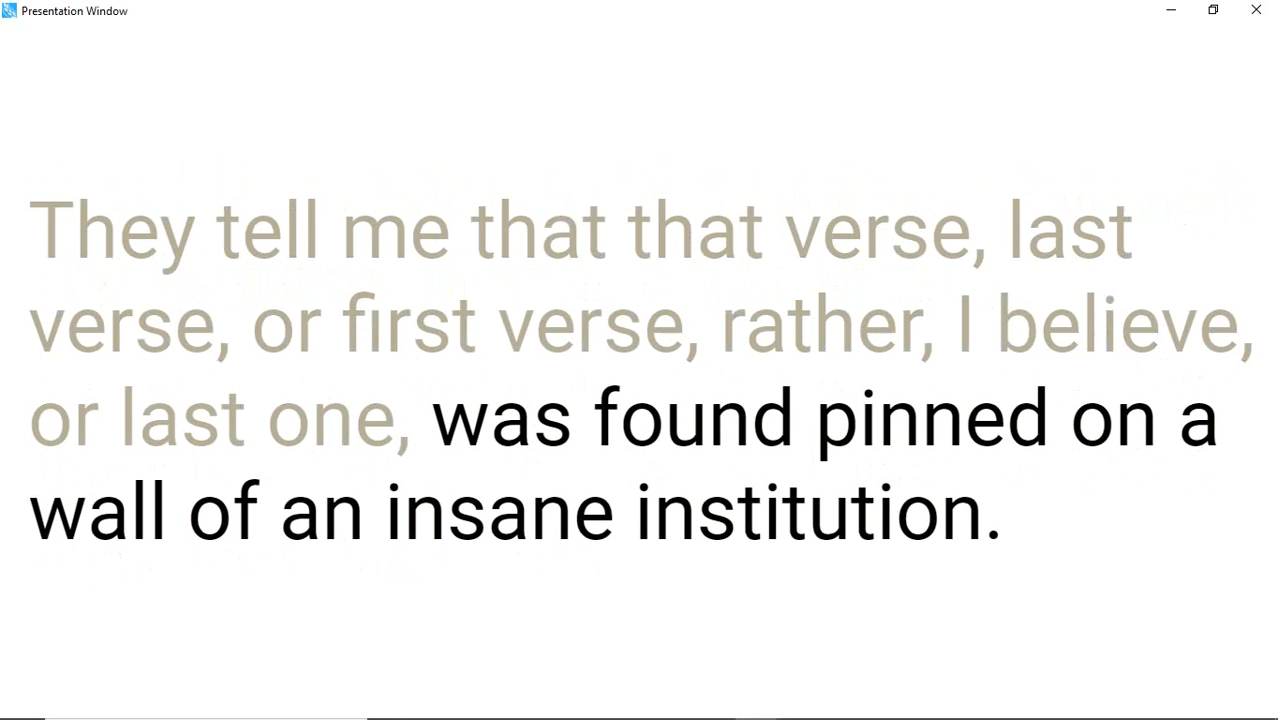 Presentation Window
They tell me that that verse, last
verse, or first verse, rather, I believe,
or last one, was found pinned on a
wall of an insane institution.